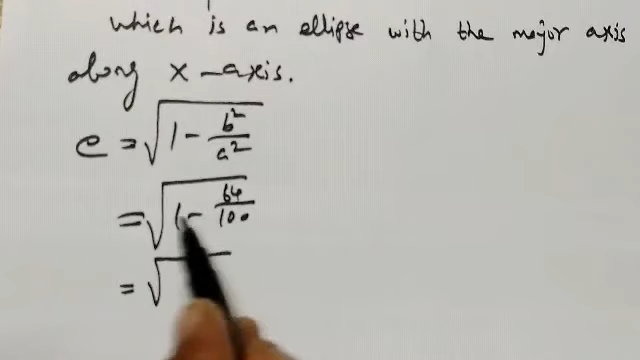 which is an ellipse with the major axis
along x-axis.
e = √(1 - b²/a²)
= √(1 - 64/100)
= √